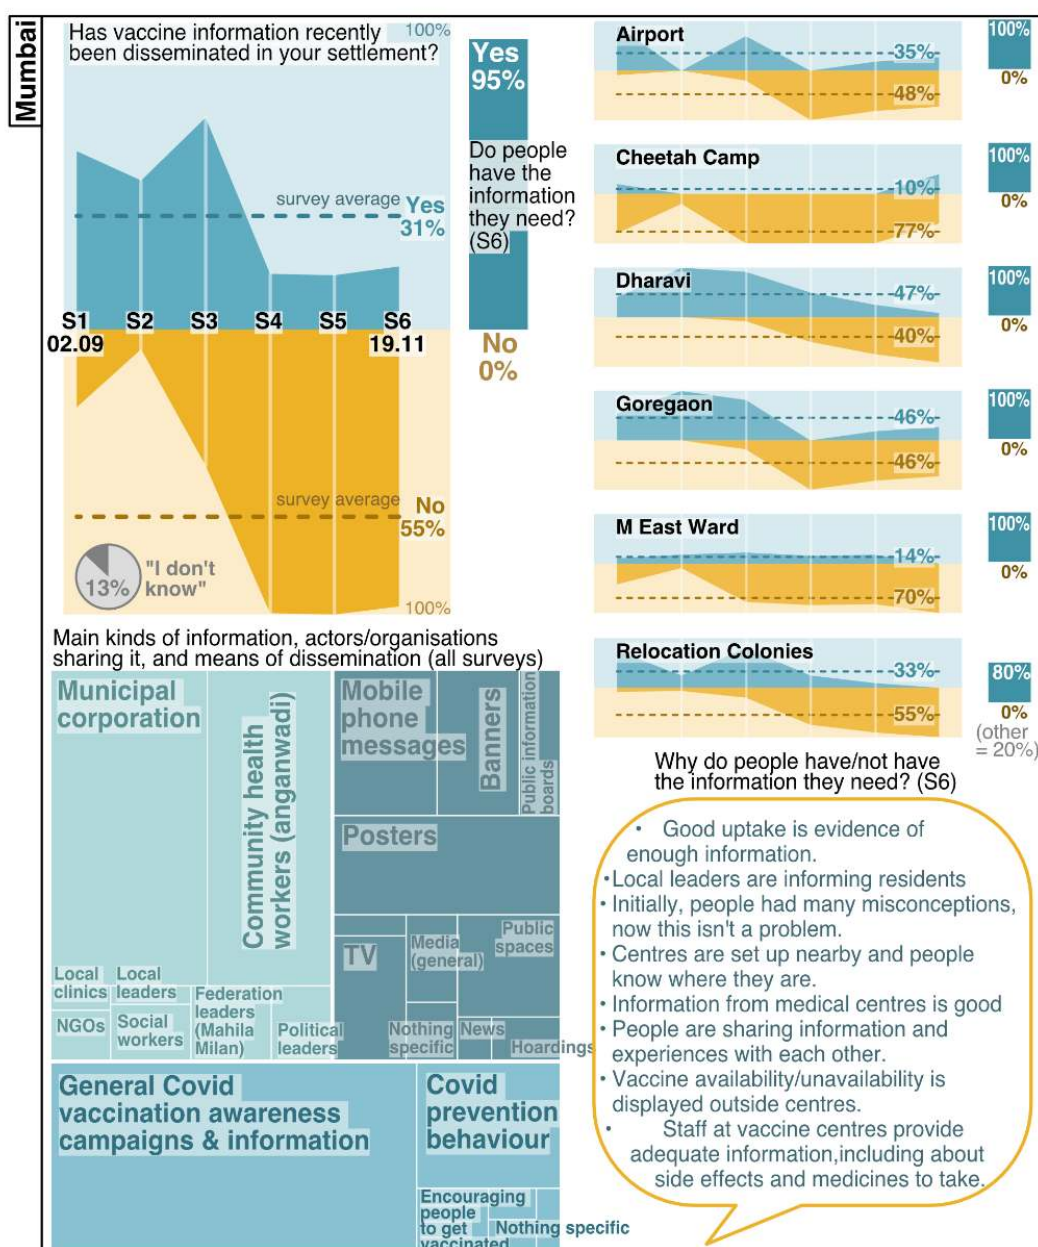 Mumbai
Has vaccine information recently
been disseminated in your settlement?
100%
survey average
Yes
31%
S1
S2
S3
S4
S5
S6
02.09
19.11
survey average
No
55%
13%
"I don't
know"
100%
Yes
95%
Do people
have the
information
they need?
(S6)
No
0%
Airport
35%
48%
100%
0%
Cheetah Camp
10%
77%
100%
0%
Dharavi
47%
40%
100%
0%
Goregaon
46%
46%
100%
0%
M East Ward
14%
70%
100%
0%
Relocation Colonies
33%
55%
80%
0%
(other
= 20%)
Main kinds of information, actors/organisations
sharing it, and means of dissemination (all surveys)
Municipal
corporation
Community health
workers (anganwadi)
Local
clinics
Local
leaders
NGOs
Social
workers
Federation
leaders
(Mahila
Milan)
Political
leaders
Mobile
phone
messages
Banners
Public information
boards
Posters
TV
Media
(general)
Public
spaces
Nothing
specific
News
Hoardings
General Covid
vaccination awareness
campaigns & information
Covid
prevention
behaviour
Encouraging
people
to get
vaccinated
Nothing specific
Why do people have/not have
the information they need? (S6)
• Good uptake is evidence of
enough information.
• Local leaders are informing residents
• Initially, people had many misconceptions,
now this isn't a problem.
• Centres are set up nearby and people
know where they are.
• Information from medical centres is good
• People are sharing information and
experiences with each other.
• Vaccine availability/unavailability is
displayed outside centres.
• Staff at vaccine centres provide
adequate information,including about
side effects and medicines to take.